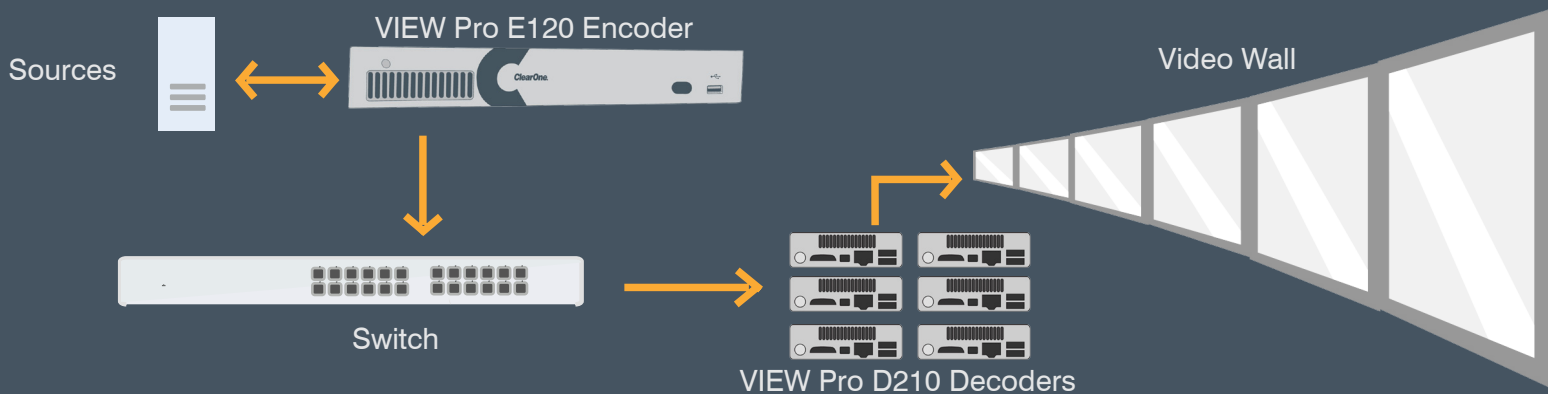 VIEW Pro E120 Encoder
Sources
ClearOne.
Video Wall
Switch
VIEW Pro D210 Decoders